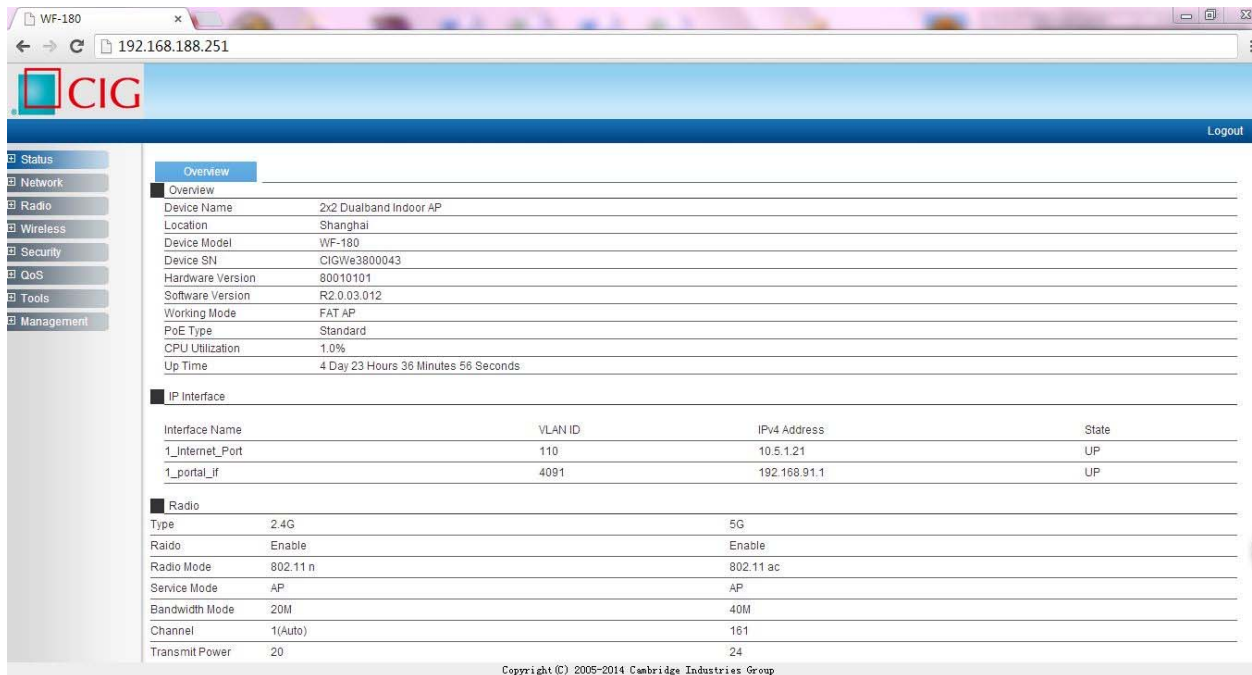 WF-180
192.168.188.251
CIG
Logout
Status
Network
Radio
Wireless
Security
QoS
Tools
Management
Overview
Overview
Device Name 2x2 Dualband Indoor AP
Location Shanghai
Device Model WF-180
Device SN CIGWe3800043
Hardware Version 80010101
Software Version R2.0.03.012
Working Mode FAT AP
PoE Type Standard
CPU Utilization 1.0%
Up Time 4 Day 23 Hours 36 Minutes 56 Seconds
IP Interface
Interface Name VLAN ID IPv4 Address State
1_Internet_Port 110 10.5.1.21 UP
1_portal_if 4091 192.168.91.1 UP
Radio
Type 2.4G 5G
Raido Enable Enable
Radio Mode 802.11 n 802.11 ac
Service Mode AP AP
Bandwidth Mode 20M 40M
Channel 1(Auto) 161
Transmit Power 20 24
Copyright(C) 2005-2014 Cambridge Industries Group